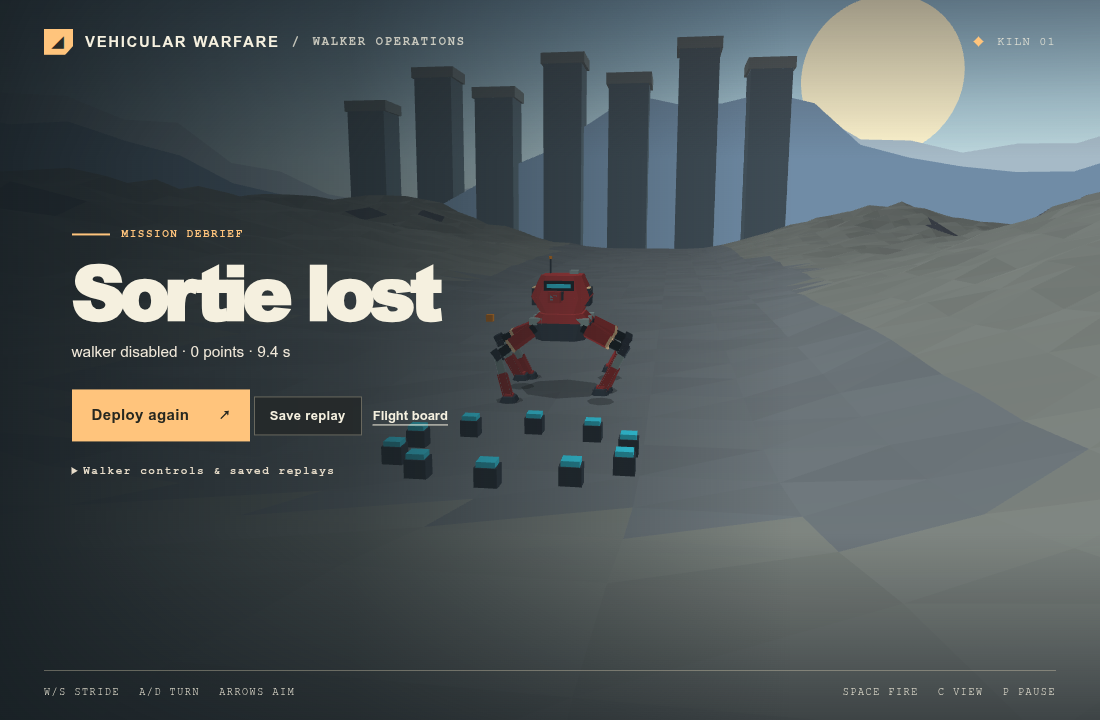 VEHICULAR WARFARE / WALKER OPERATIONS
KILN 01
MISSION DEBRIEF
Sortie lost
walker disabled · 0 points · 9.4 s
Deploy again ↗ Save replay Flight board
Walker controls & saved replays
W/S STRIDE A/D TURN ARROWS AIM
SPACE FIRE C VIEW P PAUSE